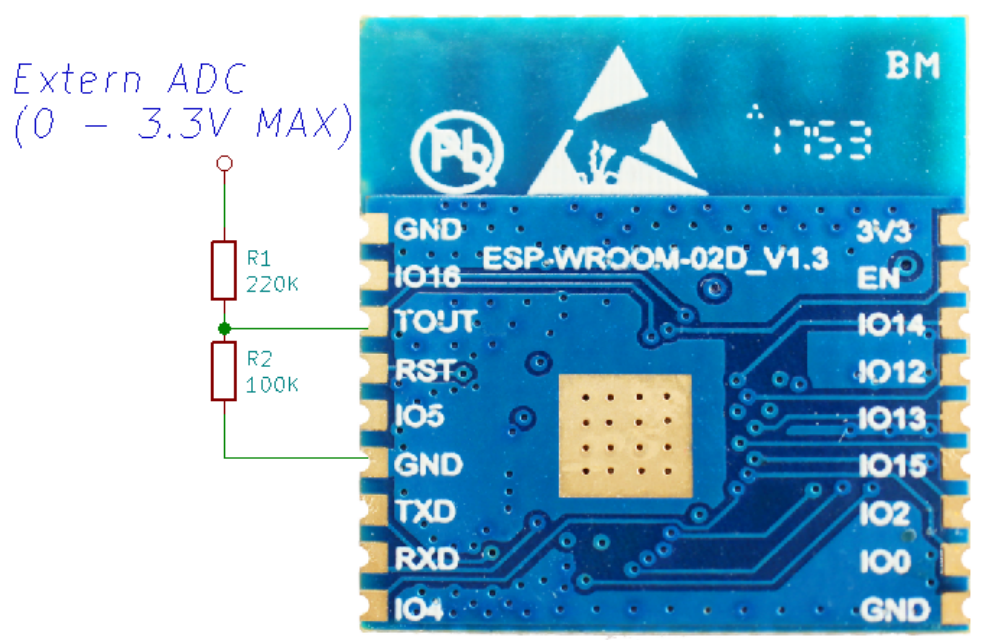 Extern ADC
(0 - 3.3V MAX)
R1
220K
R2
100K
BM
Pb
1753
ESP-WROOM-02D_V1.3
GND
IO16
TOUT
RST
IO5
GND
TXD
RXD
IO4
3V3
EN
IO14
IO12
IO13
IO15
IO2
IO0
GND